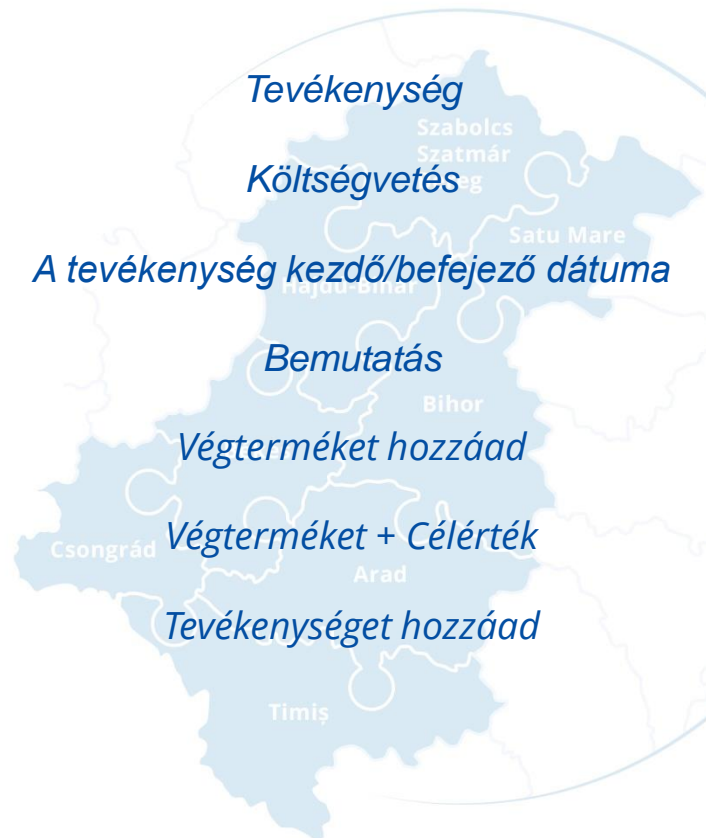 Tevékenység
Szabolcs
Szatmár
eg
Költségvetés
Satu Mare
A tevékenység kezdő/befejező dátuma
Hajdú-Bihar
Bemutatás
Bihor
Végterméket hozzáad
Csongrád
Végterméket + Célérték
Arad
Tevékenységet hozzáad
Timiș